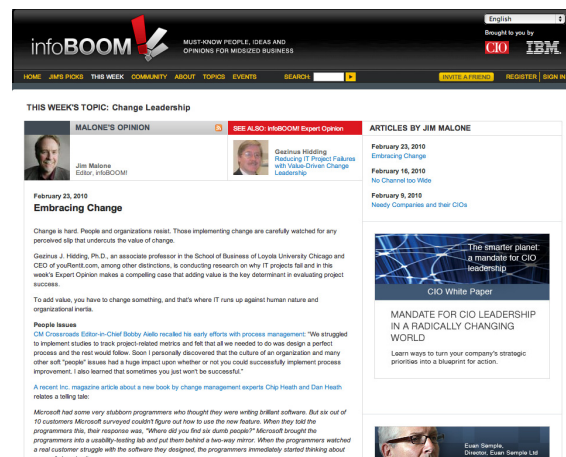 English
Brought to you by
CIO IBM.
infoBOOM!
MUST-KNOW PEOPLE, IDEAS AND
OPINIONS FOR MIDSIZED BUSINESS
HOME JIM'S PICKS THIS WEEK COMMUNITY ABOUT TOPICS EVENTS SEARCH: INVITE A FRIEND REGISTER SIGN IN
THIS WEEK'S TOPIC: Change Leadership
MALONE'S OPINION
Jim Malone
Editor, infoBOOM!
SEE ALSO: InfoBOOM! Expert Opinion
Gezinus Hidding
Reducing IT Project Failures
with Value-Driven Change
Leadership
February 23, 2010
Embracing Change
Change is hard. People and organizations resist. Those implementing change are carefully watched for any
perceived slip that undercuts the value of change.
Gezinus J. Hidding, Ph.D., an associate professor in the School of Business of Loyola University Chicago and
CEO of youRentit.com, among other distinctions, is conducting research on why IT projects fail and in this
week's Expert Opinion makes a compelling case that adding value is the key determinant in evaluating project
success.
To add value, you have to change something, and that's where IT runs up against human nature and
organizational inertia.
People issues
CM Crossroads Editor-in-Chief Bobby Aiello recalled his early efforts with process management: "We struggled
to implement studies to track project-related metrics and felt that all we needed to do was design a perfect
process and the rest would follow. Soon I personally discovered that the culture of an organization and many
other soft "people" issues had a huge impact upon whether or not you could successfully implement process
improvement. I also learned that sometimes you just won't be successful."
A recent Inc. magazine article about a new book by change management experts Chip Heath and Dan Heath
relates a telling tale:
Microsoft had some very stubborn programmers who thought they were writing brilliant software. But six out of
10 customers Microsoft surveyed couldn't figure out how to use the new feature. When they told the
programmers this, their response was, "Where did you find six dumb people?" Microsoft brought the
programmers into a usability-testing lab and put them behind a two-way mirror. When the programmers watched
a real customer struggle with the software they designed, the programmers immediately started thinking about
ARTICLES BY JIM MALONE
February 23, 2010
Embracing Change
February 16, 2010
No Channel too Wide
February 9, 2010
Needy Companies and their CIOs
The smarter planet:
a mandate for CIO
leadership
CIO White Paper
MANDATE FOR CIO LEADERSHIP
IN A RADICALLY CHANGING
WORLD
Learn ways to turn your company's strategic
priorities into a blueprint for action.
Euan Semple,
Director, Euan Semple Ltd